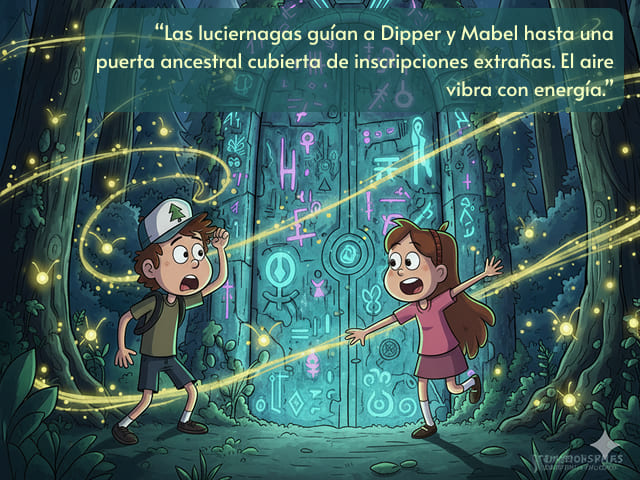 “Las luciernagas guían a Dipper y Mabel hasta una
puerta ancestral cubierta de inscripciones extrañas. El aire
vibra con energía.”